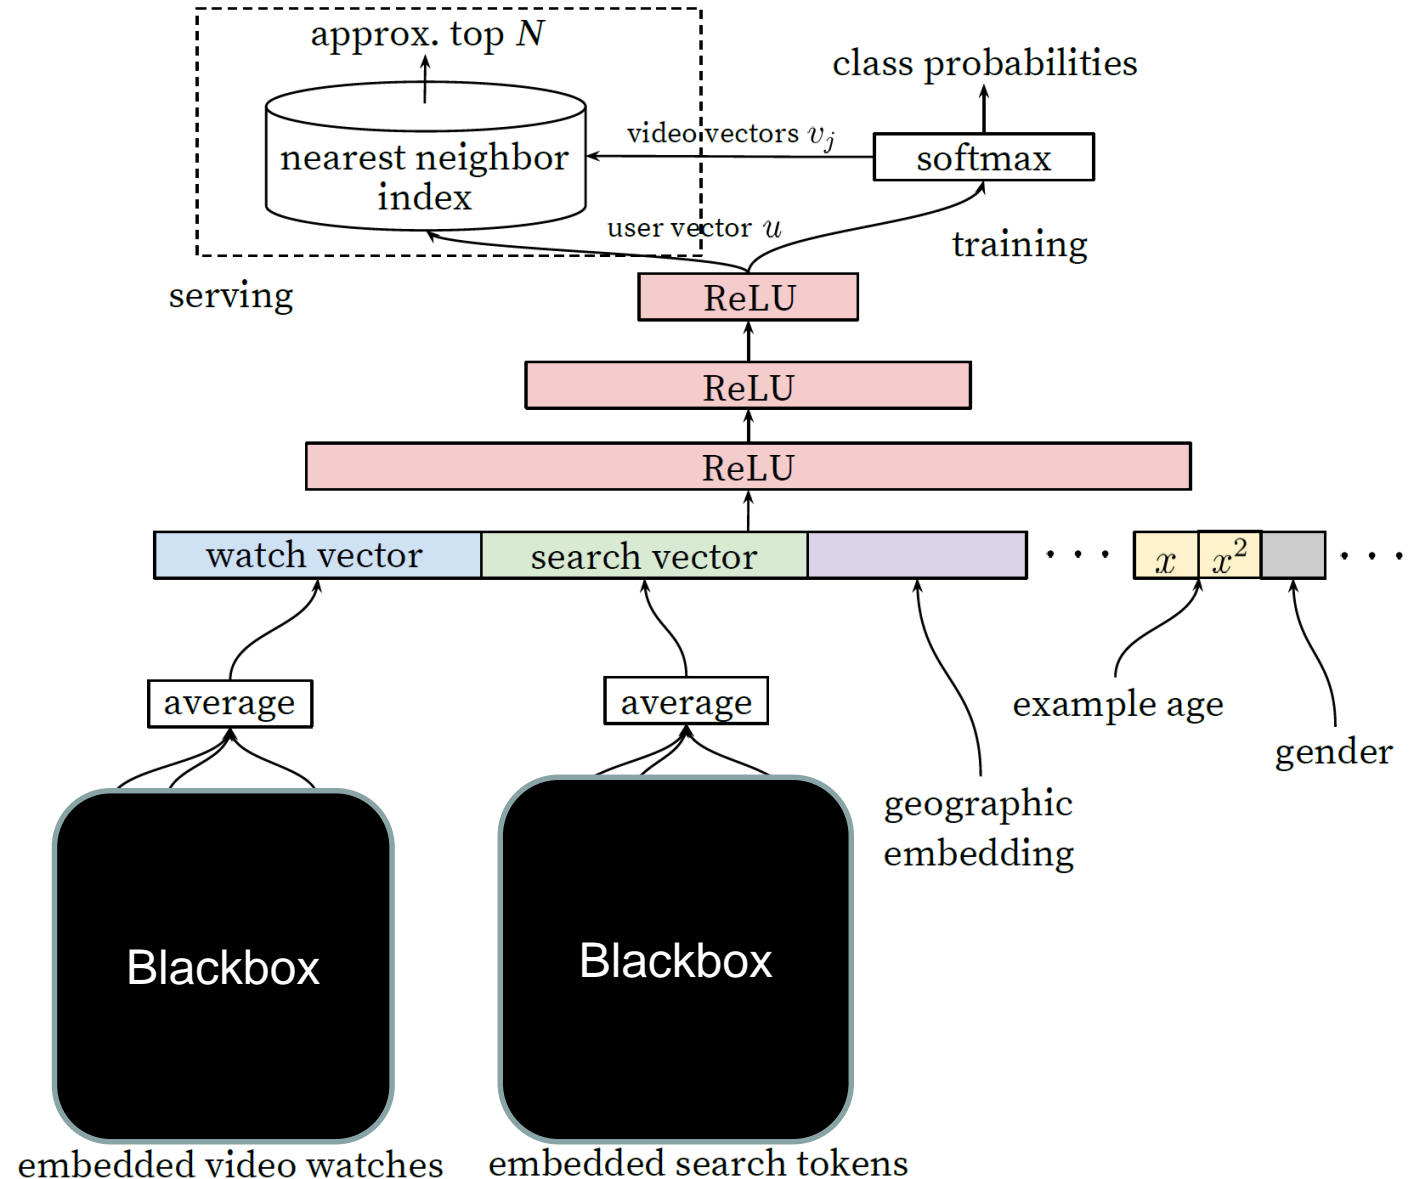 approx. top N
class probabilities
video vectors v_j
softmax
nearest neighbor
index
user vector u
training
serving
ReLU
ReLU
ReLU
watch vector
search vector
. . . .
x
x²
. . .
average
average
example age
gender
geographic
embedding
Blackbox
Blackbox
embedded video watches
embedded search tokens